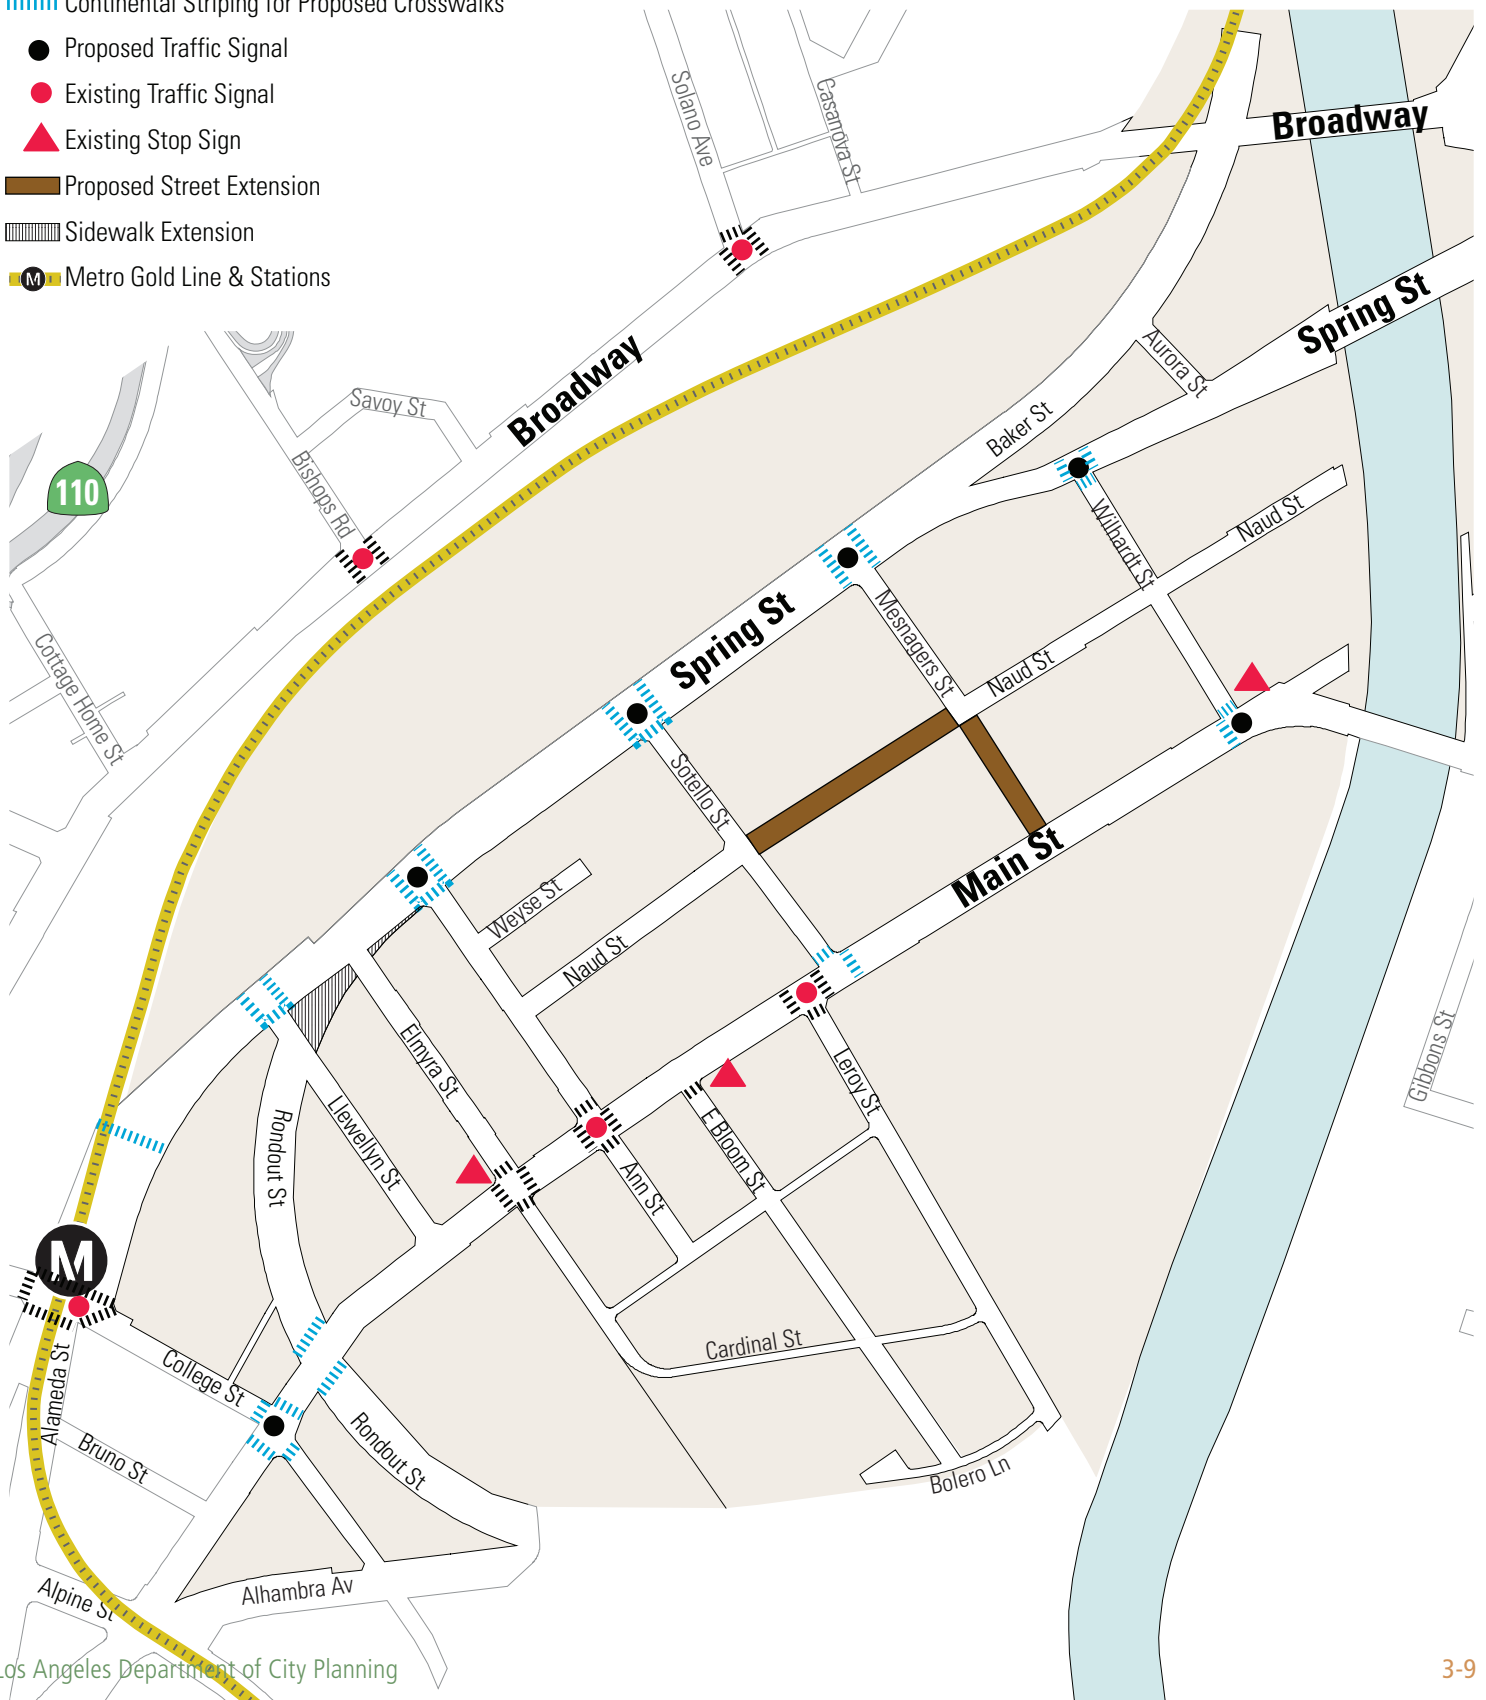 Continental Striping for Proposed Crosswalks
Proposed Traffic Signal
Existing Traffic Signal
Existing Stop Sign
Proposed Street Extension
Sidewalk Extension
M Metro Gold Line & Stations
Solano Ave
Casanova St
Broadway
Spring St
Aurora St
Broadway
Savoy St
Baker St
Bishops Rd
110
Wilhardt St
Naud St
Spring St
Mesnagers St
Naud St
Cottage Home St
Sotello St
Main St
Weyse St
Naud St
Elmyra St
Leroy St
Gibbons St
Rondout St
Llewellyn St
E Bloom St
Ann St
M
Cardinal St
Alameda St
College St
Rondout St
Bruno St
Bolero Ln
Alhambra Av
Alpine St
Los Angeles Department of City Planning
3-9